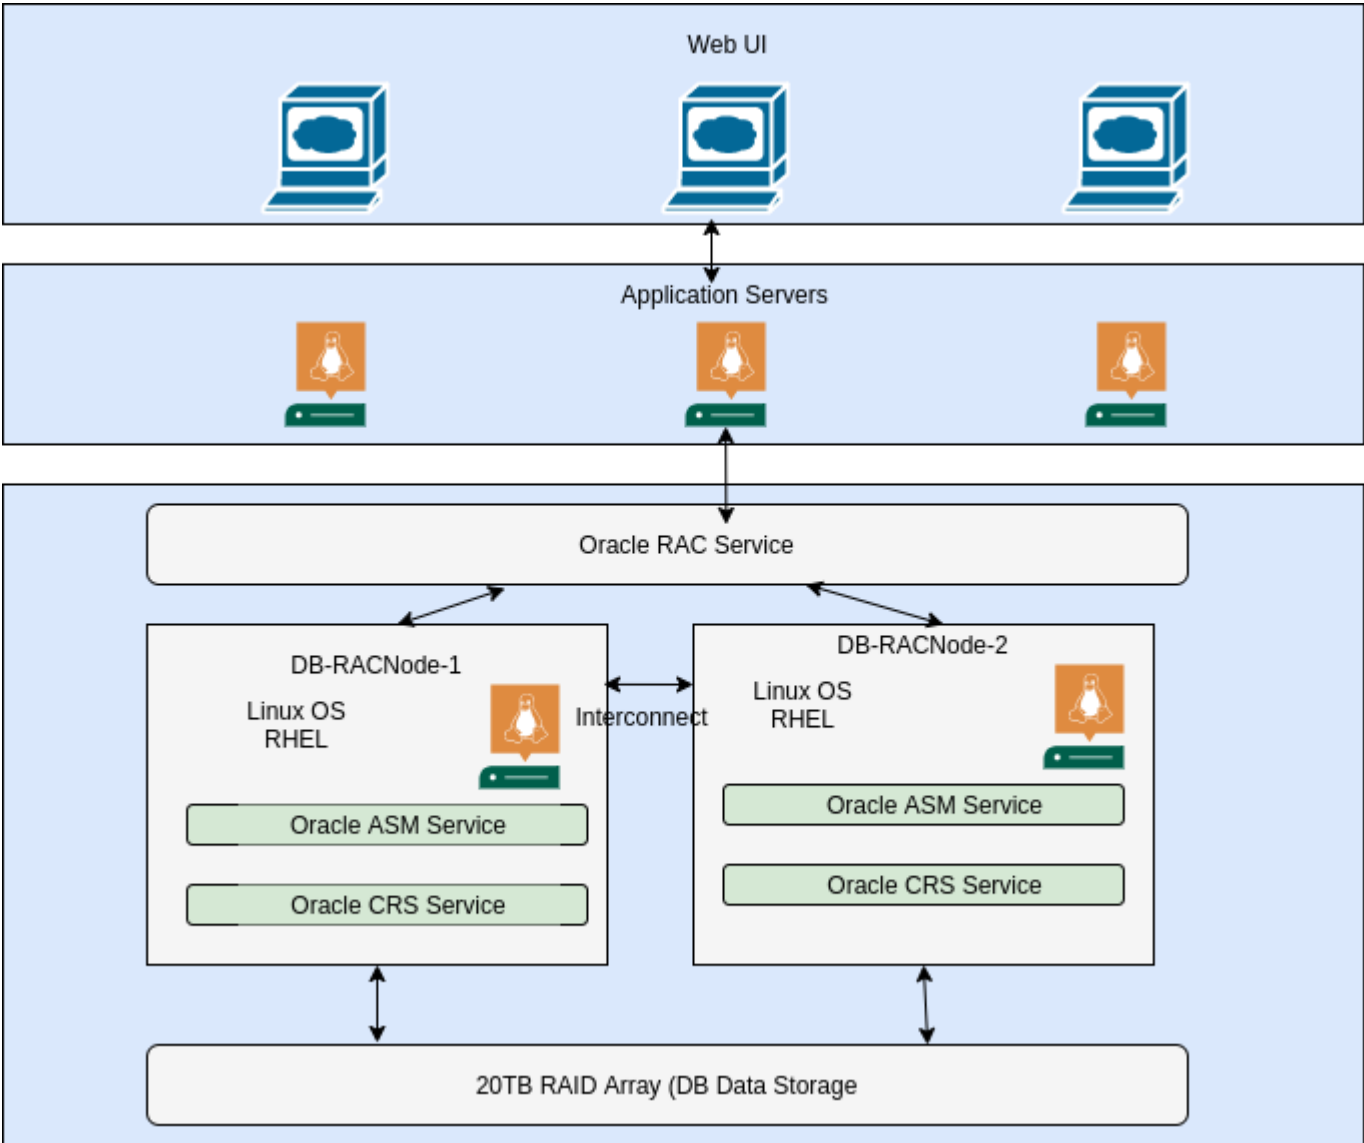 Web UI
Application Servers
Oracle RAC Service
DB-RACNode-1
Linux OS
RHEL
Oracle ASM Service
Oracle CRS Service
Interconnect
DB-RACNode-2
Linux OS
RHEL
Oracle ASM Service
Oracle CRS Service
20TB RAID Array (DB Data Storage